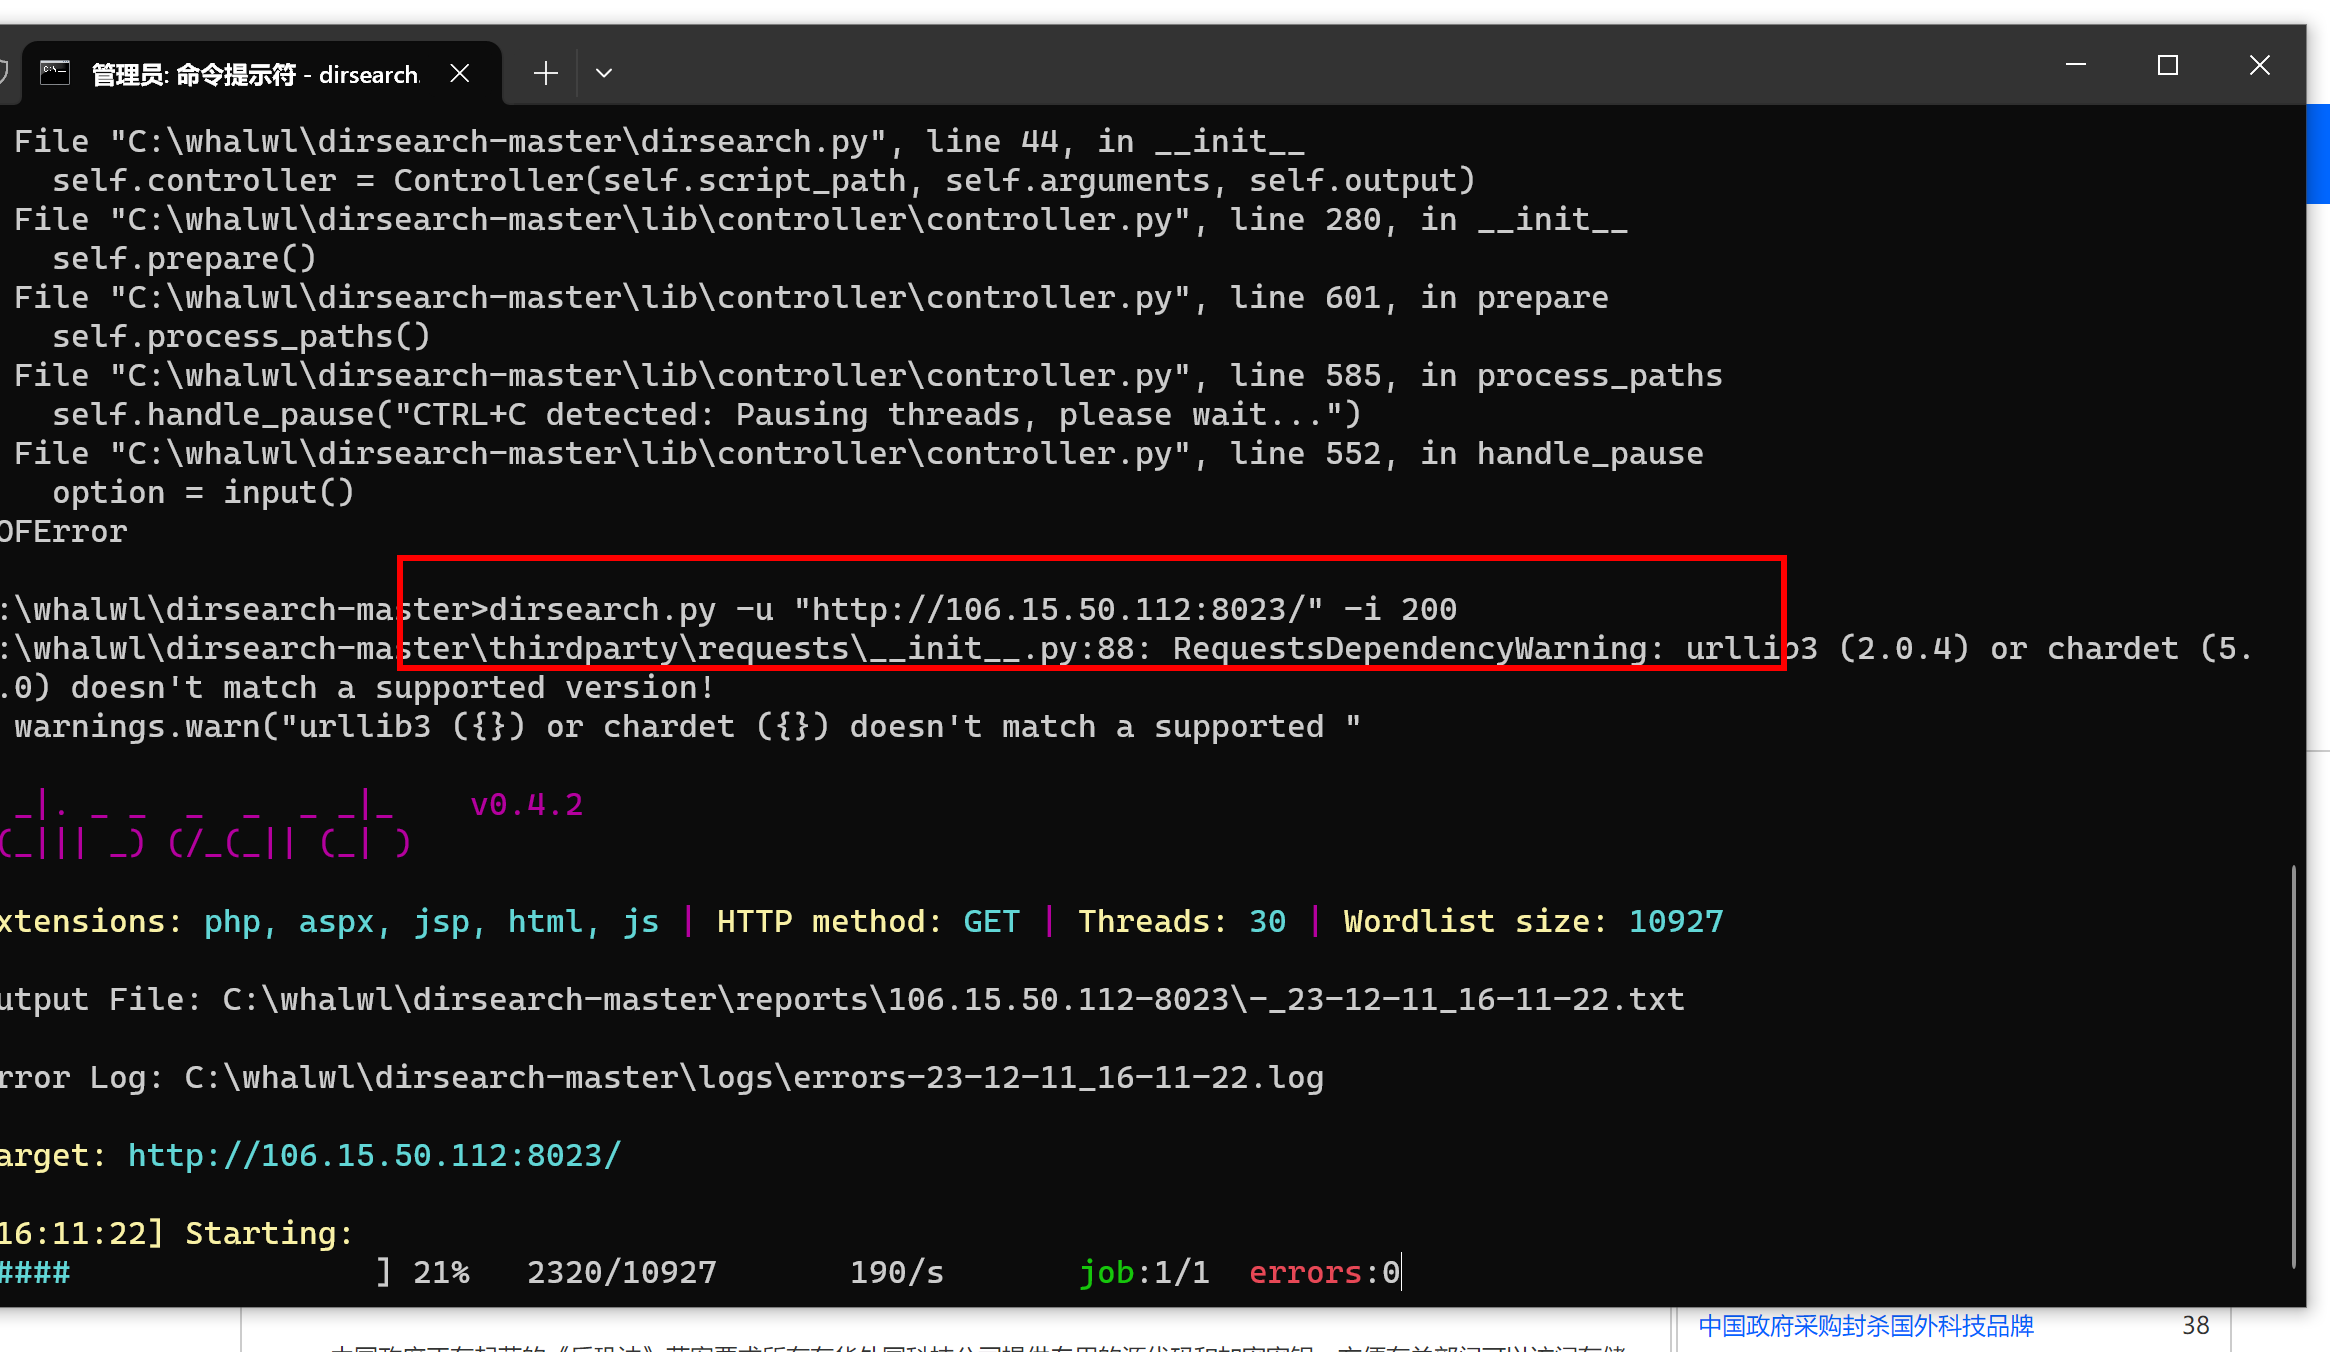 管理员: 命令提示符 - dirsearch.
File "C:\whalwl\dirsearch-master\dirsearch.py", line 44, in __init__
self.controller = Controller(self.script_path, self.arguments, self.output)
File "C:\whalwl\dirsearch-master\lib\controller\controller.py", line 280, in __init__
self.prepare()
File "C:\whalwl\dirsearch-master\lib\controller\controller.py", line 601, in prepare
self.process_paths()
File "C:\whalwl\dirsearch-master\lib\controller\controller.py", line 585, in process_paths
self.handle_pause("CTRL+C detected: Pausing threads, please wait...")
File "C:\whalwl\dirsearch-master\lib\controller\controller.py", line 552, in handle_pause
option = input()
OFError
:\whalwl\dirsearch-master>dirsearch.py -u "http://106.15.50.112:8023/" -i 200
:\whalwl\dirsearch-master\thirdparty\requests\__init__.py:88: RequestsDependencyWarning: urllib3 (2.0.4) or chardet (5.
.0) doesn't match a supported version!
warnings.warn("urllib3 ({}) or chardet ({}) doesn't match a supported "
_|. _ _  _  _  _ _|_    v0.4.2
(_||| _) (/_(_|| (_| )
xtensions: php, aspx, jsp, html, js | HTTP method: GET | Threads: 30 | Wordlist size: 10927
utput File: C:\whalwl\dirsearch-master\reports\106.15.50.112-8023\-_23-12-11_16-11-22.txt
rror Log: C:\whalwl\dirsearch-master\logs\errors-23-12-11_16-11-22.log
arget: http://106.15.50.112:8023/
16:11:22] Starting:
####                ] 21%   2320/10927       190/s       job:1/1  errors:0
中国政府采购封杀国外科技品牌 38